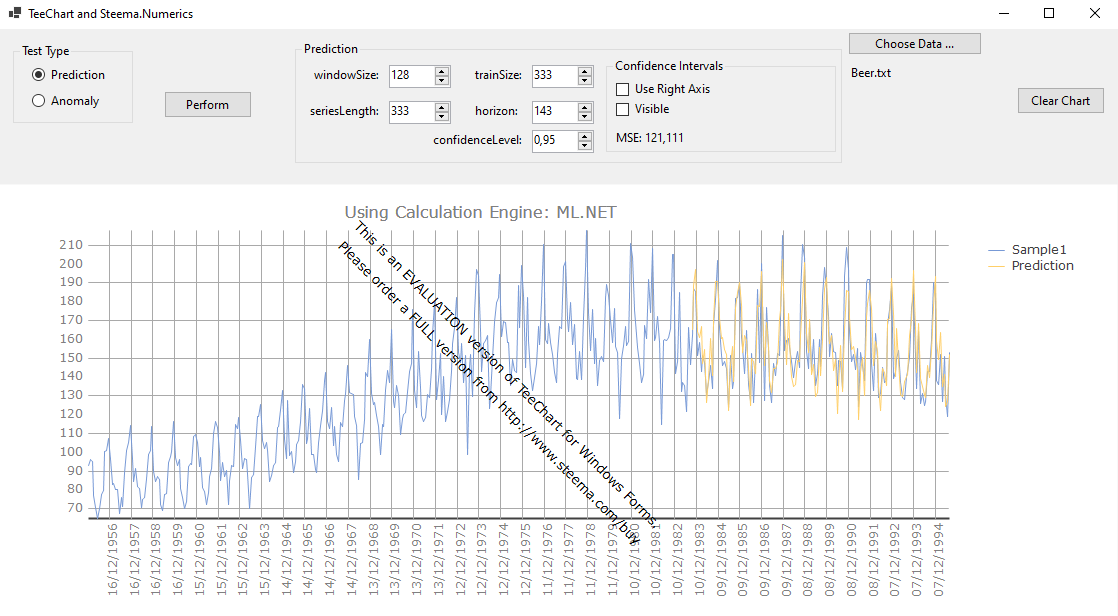 TeeChart and Steema.Numerics
Test Type
Prediction
Anomaly
Perform
Prediction
windowSize: 128
trainSize: 333
seriesLength: 333
horizon: 143
confidenceLevel: 0,95
Confidence Intervals
Use Right Axis
Visible
MSE: 121,111
Choose Data ...
Beer.txt
Clear Chart
Using Calculation Engine: ML.NET
This is an EVALUATION version of TeeChart for Windows Forms,
Please order a FULL version from http://www.steema.com/buy
Sample1
Prediction
210
200
190
180
170
160
150
140
130
120
110
100
90
80
70
16/12/1956
16/12/1957
16/12/1958
16/12/1959
15/12/1960
15/12/1961
15/12/1962
15/12/1963
14/12/1964
14/12/1965
14/12/1966
14/12/1967
13/12/1968
13/12/1969
13/12/1970
13/12/1971
12/12/1972
12/12/1973
12/12/1974
12/12/1975
11/12/1976
11/12/1977
11/12/1978
11/12/1979
10/12/1980
10/12/1981
10/12/1982
10/12/1983
09/12/1984
09/12/1985
09/12/1986
09/12/1987
08/12/1988
08/12/1989
08/12/1990
08/12/1991
07/12/1992
07/12/1993
07/12/1994